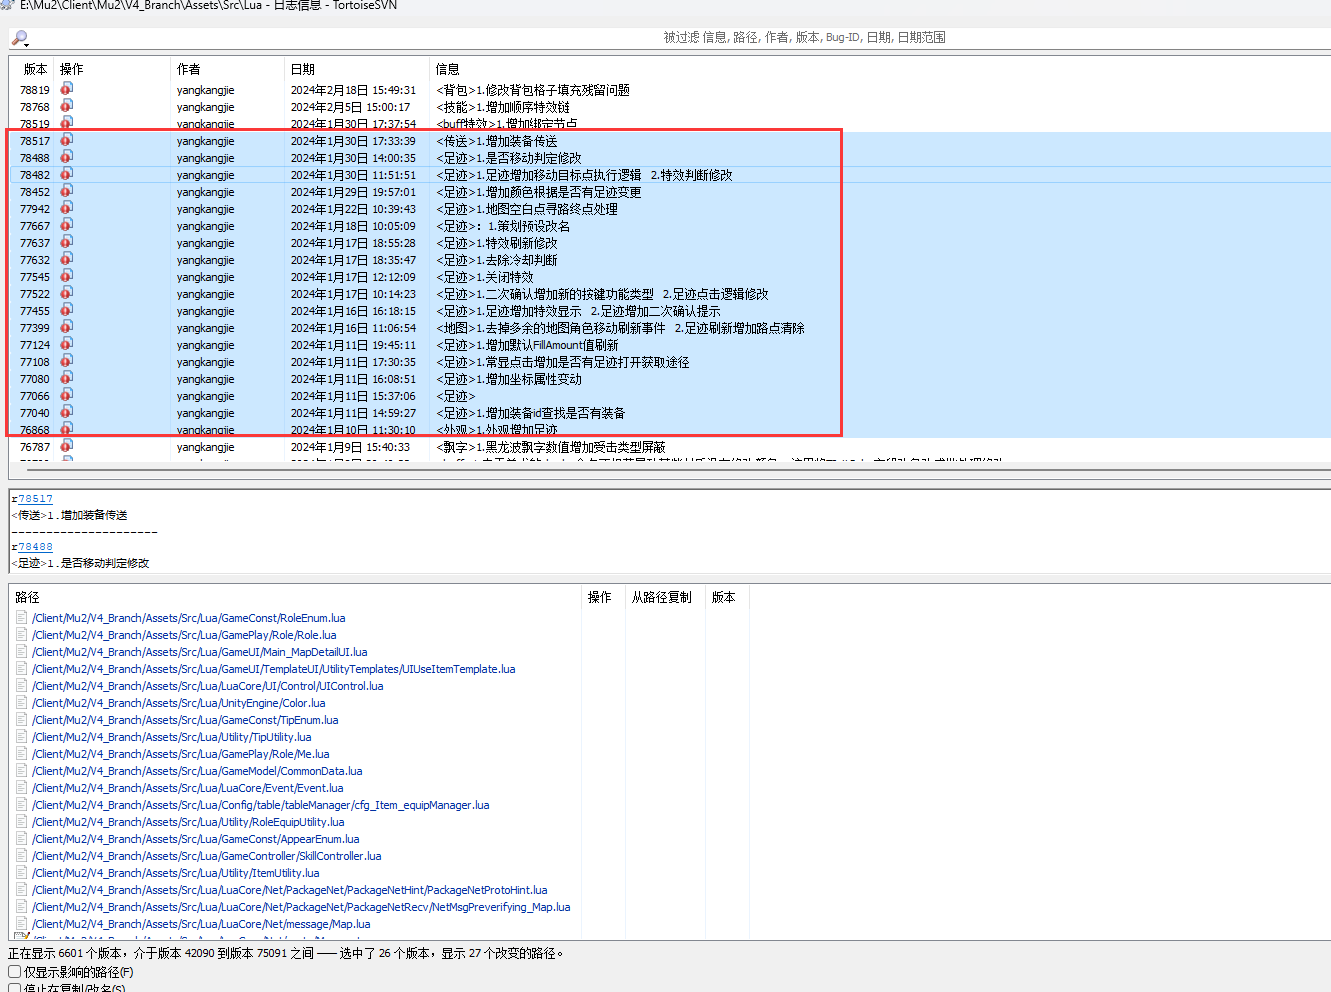 E:\Mu2\Client\Mu2\V4_Branch\Assets\Src\Lua - 日志信息 - TortoiseSVN
被过滤 信息, 路径, 作者, 版本, Bug-ID, 日期, 日期范围
版本 操作 作者 日期 信息
78819 yangkangjie 2024年2月18日 15:49:31 <背包>1.修改背包格子填充残留问题
78768 yangkangjie 2024年2月5日 15:00:17 <技能>1.增加顺序特效链
78519 yangkangjie 2024年1月30日 17:37:54 <buff特效>1.增加绑定节点
78517 yangkangjie 2024年1月30日 17:33:39 <传送>1.增加装备传送
78488 yangkangjie 2024年1月30日 14:00:35 <足迹>1.是否移动判定修改
78482 yangkangjie 2024年1月30日 11:51:51 <足迹>1.足迹增加移动目标点执行逻辑 2.特效判断修改
78452 yangkangjie 2024年1月29日 19:57:01 <足迹>1.增加颜色根据是否有足迹变更
77942 yangkangjie 2024年1月22日 10:39:43 <足迹>1.地图空白点寻路终点处理
77667 yangkangjie 2024年1月18日 10:05:09 <足迹>：1.策划预设改名
77637 yangkangjie 2024年1月17日 18:55:28 <足迹>1.特效刷新修改
77632 yangkangjie 2024年1月17日 18:35:47 <足迹>1.去除冷却判断
77545 yangkangjie 2024年1月17日 12:12:09 <足迹>1.关闭特效
77522 yangkangjie 2024年1月17日 10:14:23 <足迹>1.二次确认增加新的按键功能类型 2.足迹点击逻辑修改
77455 yangkangjie 2024年1月16日 16:18:15 <足迹>1.足迹增加特效显示 2.足迹增加二次确认提示
77399 yangkangjie 2024年1月16日 11:06:54 <地图>1.去掉多余的地图角色移动刷新事件 2.足迹刷新增加路点清除
77124 yangkangjie 2024年1月11日 19:45:11 <足迹>1.增加默认FillAmount值刷新
77108 yangkangjie 2024年1月11日 17:30:35 <足迹>1.常显点击增加是否有足迹打开获取途径
77080 yangkangjie 2024年1月11日 16:08:51 <足迹>1.增加坐标属性变动
77066 yangkangjie 2024年1月11日 15:37:06 <足迹>
77040 yangkangjie 2024年1月11日 14:59:27 <足迹>1.增加装备id查找是否有装备
76868 yangkangjie 2024年1月10日 11:30:10 <外观>1.外观增加足迹
76787 yangkangjie 2024年1月9日 15:40:33 <飘字>1.黑龙波飘字数值增加受击类型屏蔽
r78517
<传送>1.增加装备传送
---------------------
r78488
<足迹>1.是否移动判定修改
路径 操作 从路径复制 版本
/Client/Mu2/V4_Branch/Assets/Src/Lua/GameConst/RoleEnum.lua
/Client/Mu2/V4_Branch/Assets/Src/Lua/GamePlay/Role/Role.lua
/Client/Mu2/V4_Branch/Assets/Src/Lua/GameUI/Main_MapDetailUI.lua
/Client/Mu2/V4_Branch/Assets/Src/Lua/GameUI/TemplateUI/UtilityTemplates/UIUseItemTemplate.lua
/Client/Mu2/V4_Branch/Assets/Src/Lua/LuaCore/UI/Control/UIControl.lua
/Client/Mu2/V4_Branch/Assets/Src/Lua/UnityEngine/Color.lua
/Client/Mu2/V4_Branch/Assets/Src/Lua/GameConst/TipEnum.lua
/Client/Mu2/V4_Branch/Assets/Src/Lua/Utility/TipUtility.lua
/Client/Mu2/V4_Branch/Assets/Src/Lua/GamePlay/Role/Me.lua
/Client/Mu2/V4_Branch/Assets/Src/Lua/GameModel/CommonData.lua
/Client/Mu2/V4_Branch/Assets/Src/Lua/LuaCore/Event/Event.lua
/Client/Mu2/V4_Branch/Assets/Src/Lua/Config/table/tableManager/cfg_Item_equipManager.lua
/Client/Mu2/V4_Branch/Assets/Src/Lua/Utility/RoleEquipUtility.lua
/Client/Mu2/V4_Branch/Assets/Src/Lua/GameConst/AppearEnum.lua
/Client/Mu2/V4_Branch/Assets/Src/Lua/GameController/SkillController.lua
/Client/Mu2/V4_Branch/Assets/Src/Lua/Utility/ItemUtility.lua
/Client/Mu2/V4_Branch/Assets/Src/Lua/LuaCore/Net/PackageNet/PackageNetHint/PackageNetProtoHint.lua
/Client/Mu2/V4_Branch/Assets/Src/Lua/LuaCore/Net/PackageNet/PackageNetRecv/NetMsgPreverifying_Map.lua
/Client/Mu2/V4_Branch/Assets/Src/Lua/LuaCore/Net/message/Map.lua
正在显示 6601 个版本，介于版本 42090 到版本 75091 之间 —— 选中了 26 个版本，显示 27 个改变的路径。
仅显示影响的路径(F)
停止在复制/改名(S)